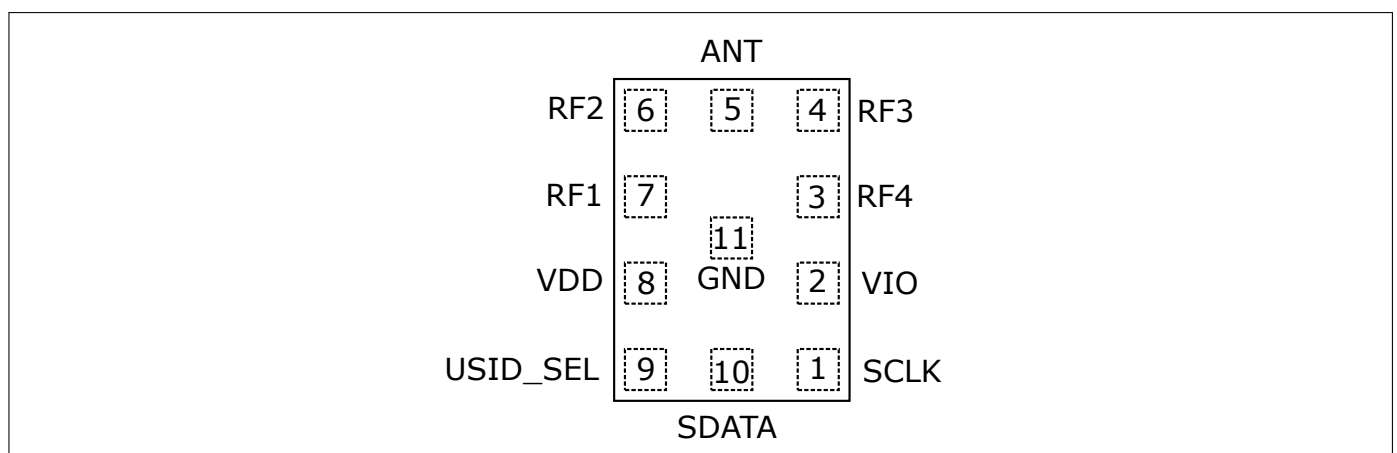 ANT
RF2 6 5 4 RF3
RF1 7 3 RF4
11
VDD 8 GND 2 VIO
USID_SEL 9 10 1 SCLK
SDATA